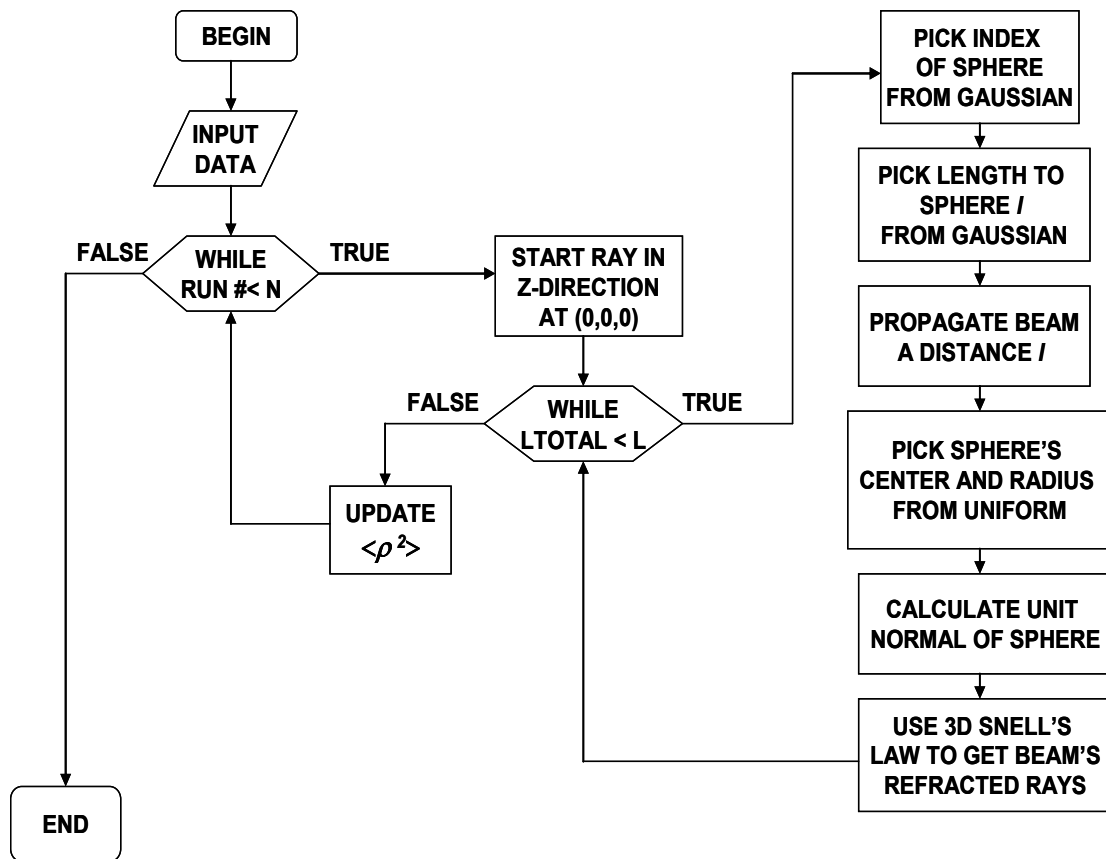 BEGIN
INPUT
DATA
FALSE
WHILE
RUN #< N
TRUE
START RAY IN
Z-DIRECTION
AT (0,0,0)
FALSE
WHILE
LTOTAL < L
TRUE
UPDATE
<ρ²>
END
PICK INDEX
OF SPHERE
FROM GAUSSIAN
PICK LENGTH TO
SPHERE l
FROM GAUSSIAN
PROPAGATE BEAM
A DISTANCE l
PICK SPHERE'S
CENTER AND RADIUS
FROM UNIFORM
CALCULATE UNIT
NORMAL OF SPHERE
USE 3D SNELL'S
LAW TO GET BEAM'S
REFRACTED RAYS